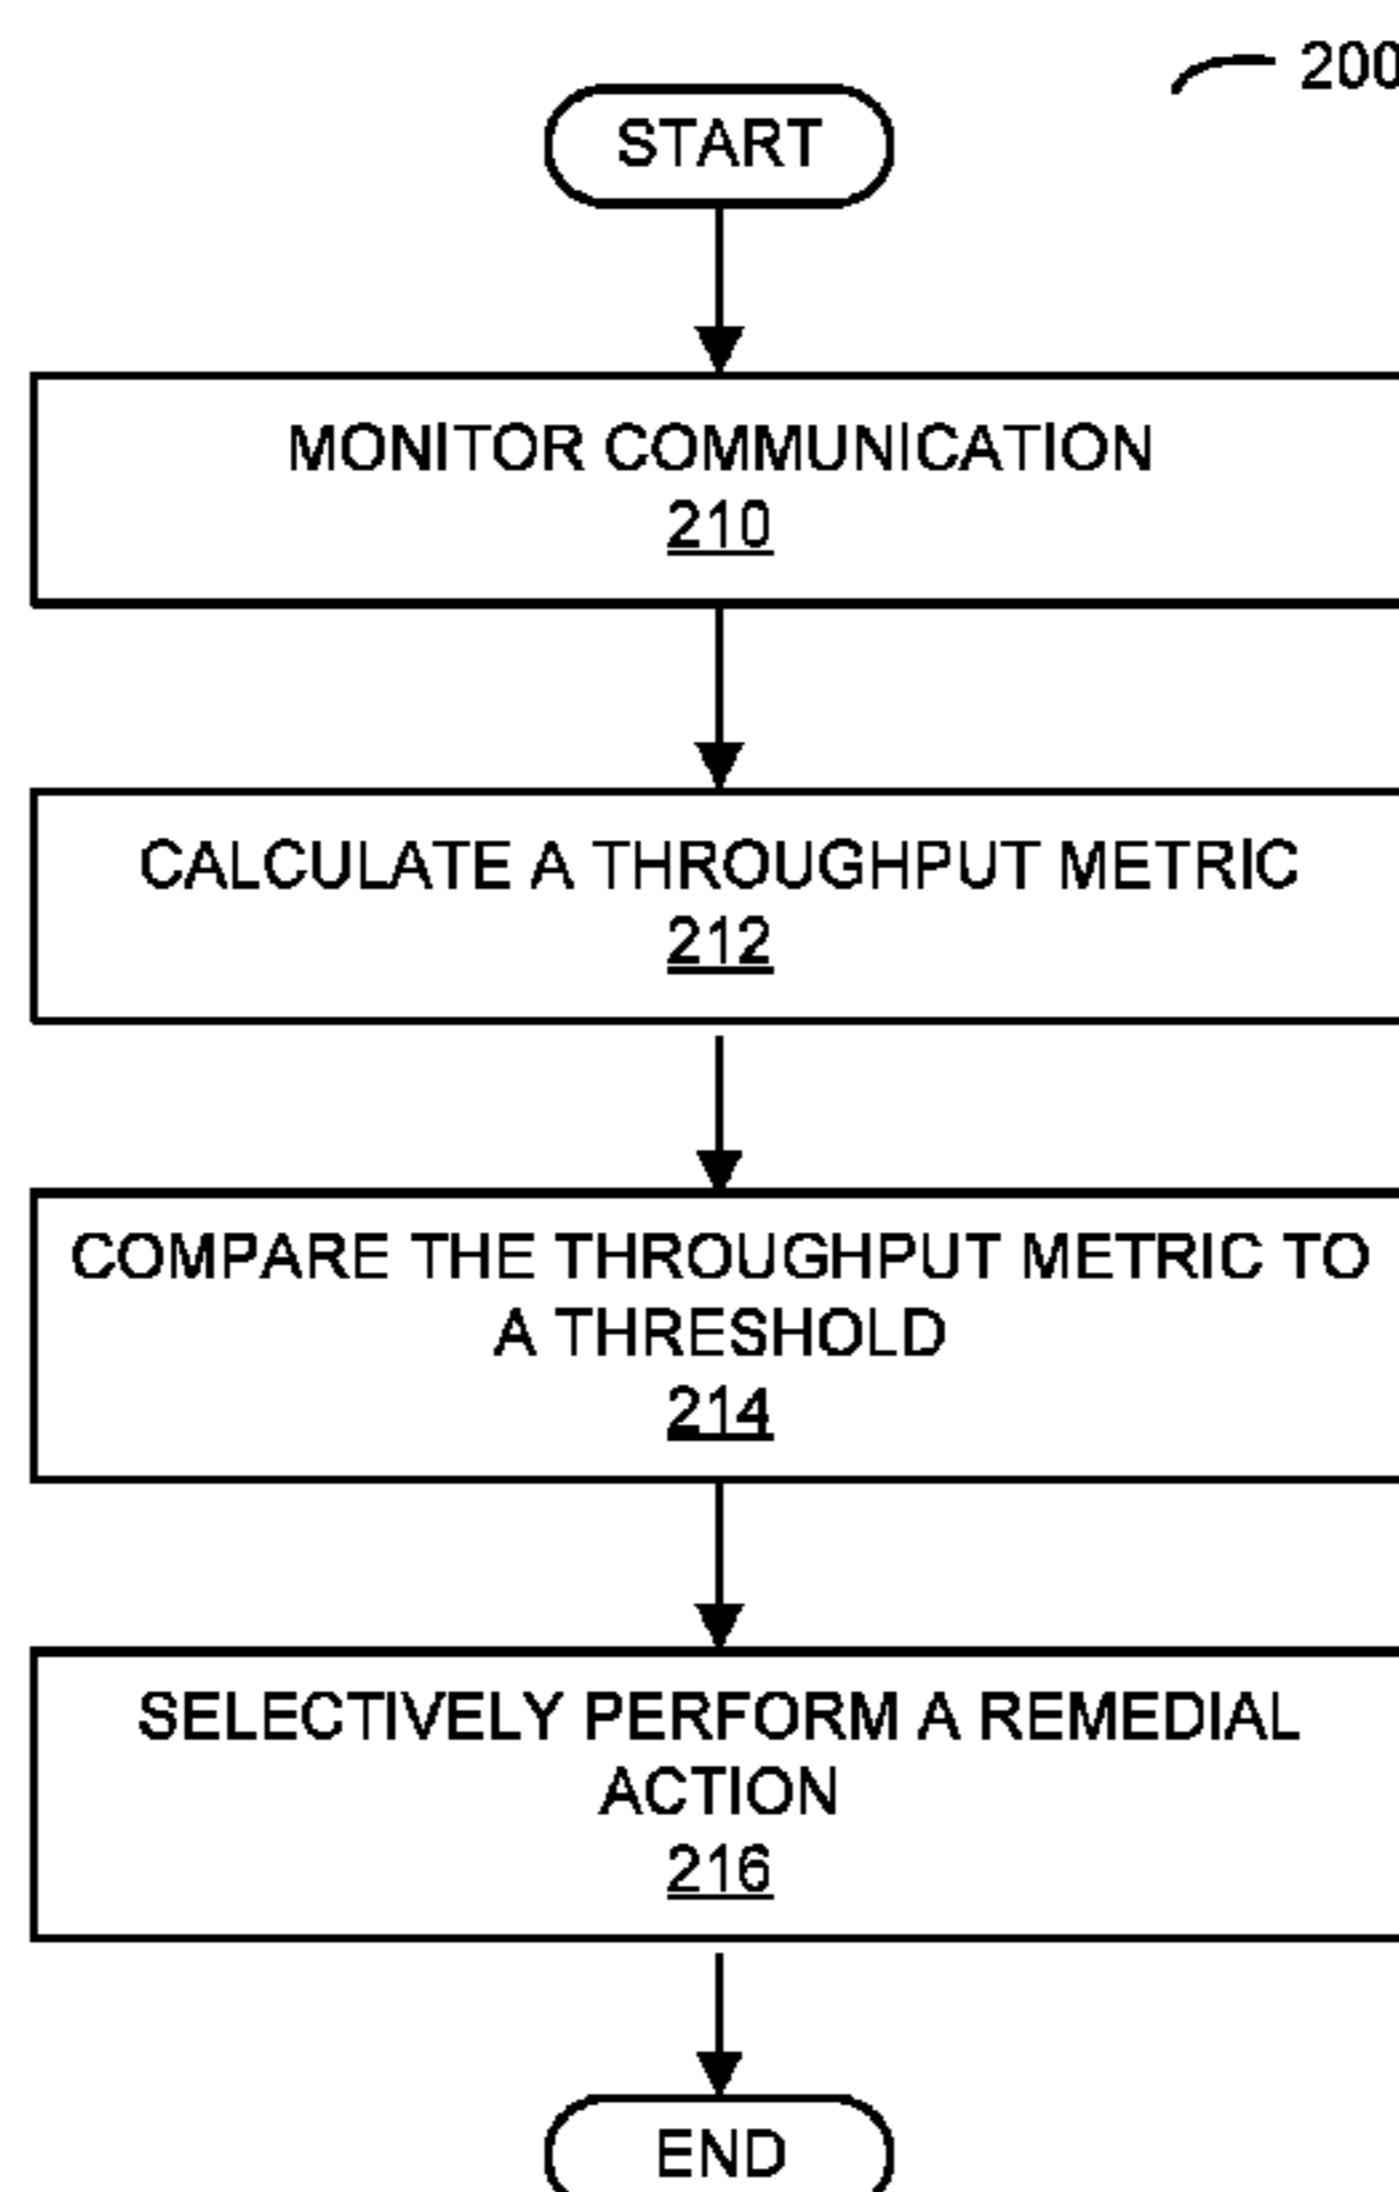 200
START
MONITOR COMMUNICATION
210
CALCULATE A THROUGHPUT METRIC
212
COMPARE THE THROUGHPUT METRIC TO
A THRESHOLD
214
SELECTIVELY PERFORM A REMEDIAL
ACTION
216
END